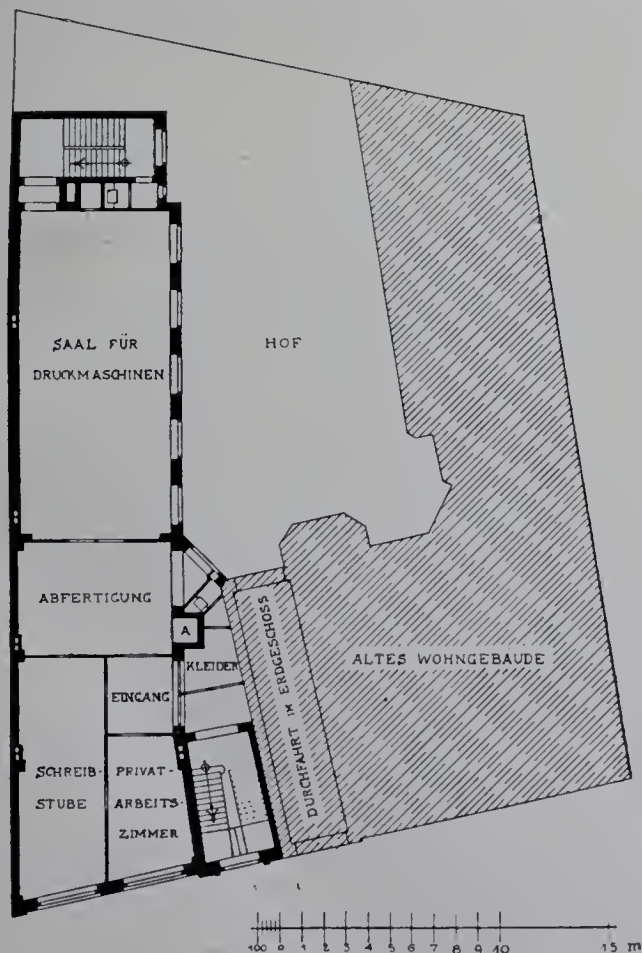 SAAL FÜR
DRUCKMASCHINEN
HOF
ABFERTIGUNG
A
KLEIDER
EINGANG
DURCHFAHRT IM ERDGESCHOSS
ALTES WOHNGEBAUDE
SCHREIB-
STUBE
PRIVAT-
ARBEITS-
ZIMMER
100 0 1 2 3 4 5 6 7 8 9 10 15 m